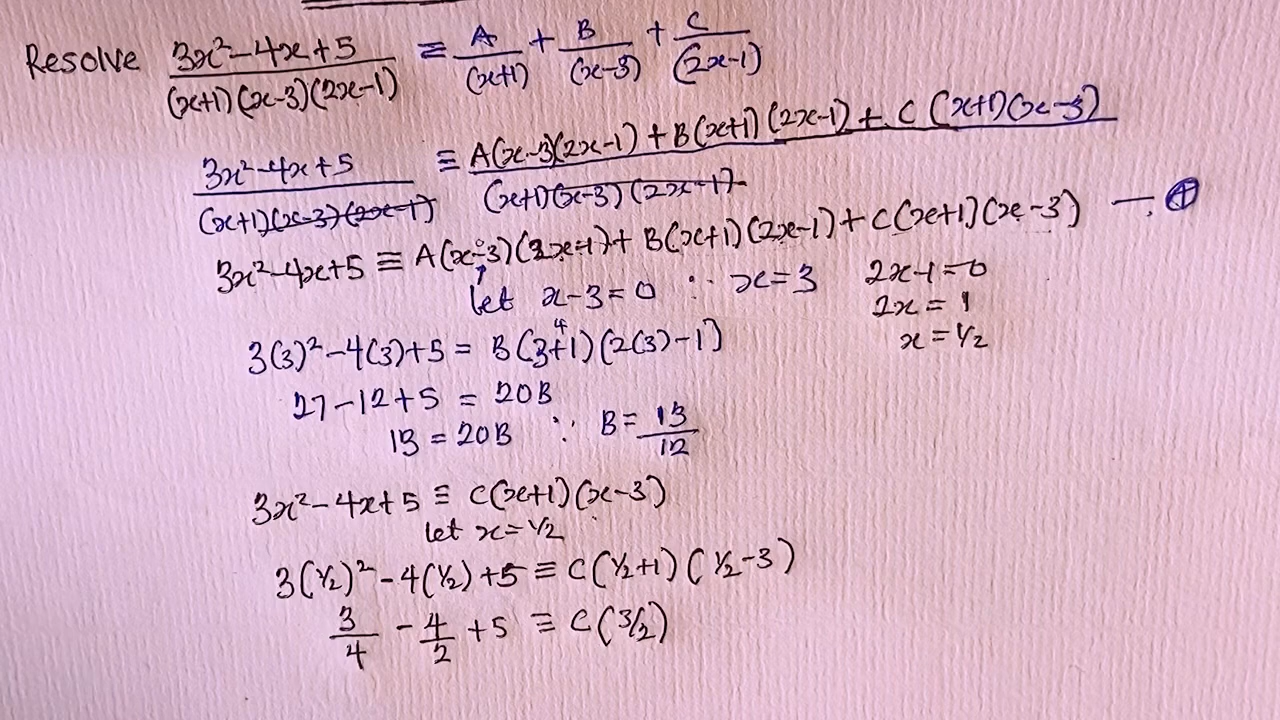 Resolve (3x²-4x+5)/((x+1)(x-3)(2x-1)) ≡ A/(x+1) + B/(x-3) + C/(2x-1)
(3x²-4x+5)/((x+1)(x-3)(2x-1)) ≡ (A(x-3)(2x-1) + B(x+1)(2x-1) + C(x+1)(x-3))/((x+1)(x-3)(2x-1))
3x²-4x+5 ≡ A(x-3)(2x-1) + B(x+1)(2x-1) + C(x+1)(x-3) —
let x-3=0 ∵ x=3
2x-1=0
2x = 1
x = 1/2
3(3)²-4(3)+5 = B(3+1)(2(3)-1) 4
27-12+5 = 20B
13 = 20B ∵ B = 13/12
3x²-4x+5 ≡ C(x+1)(x-3)
let x=1/2
3(1/2)²-4(1/2)+5 ≡ C(1/2+1)(1/2-3)
3/4 - 4/2 + 5 ≡ C(3/2)